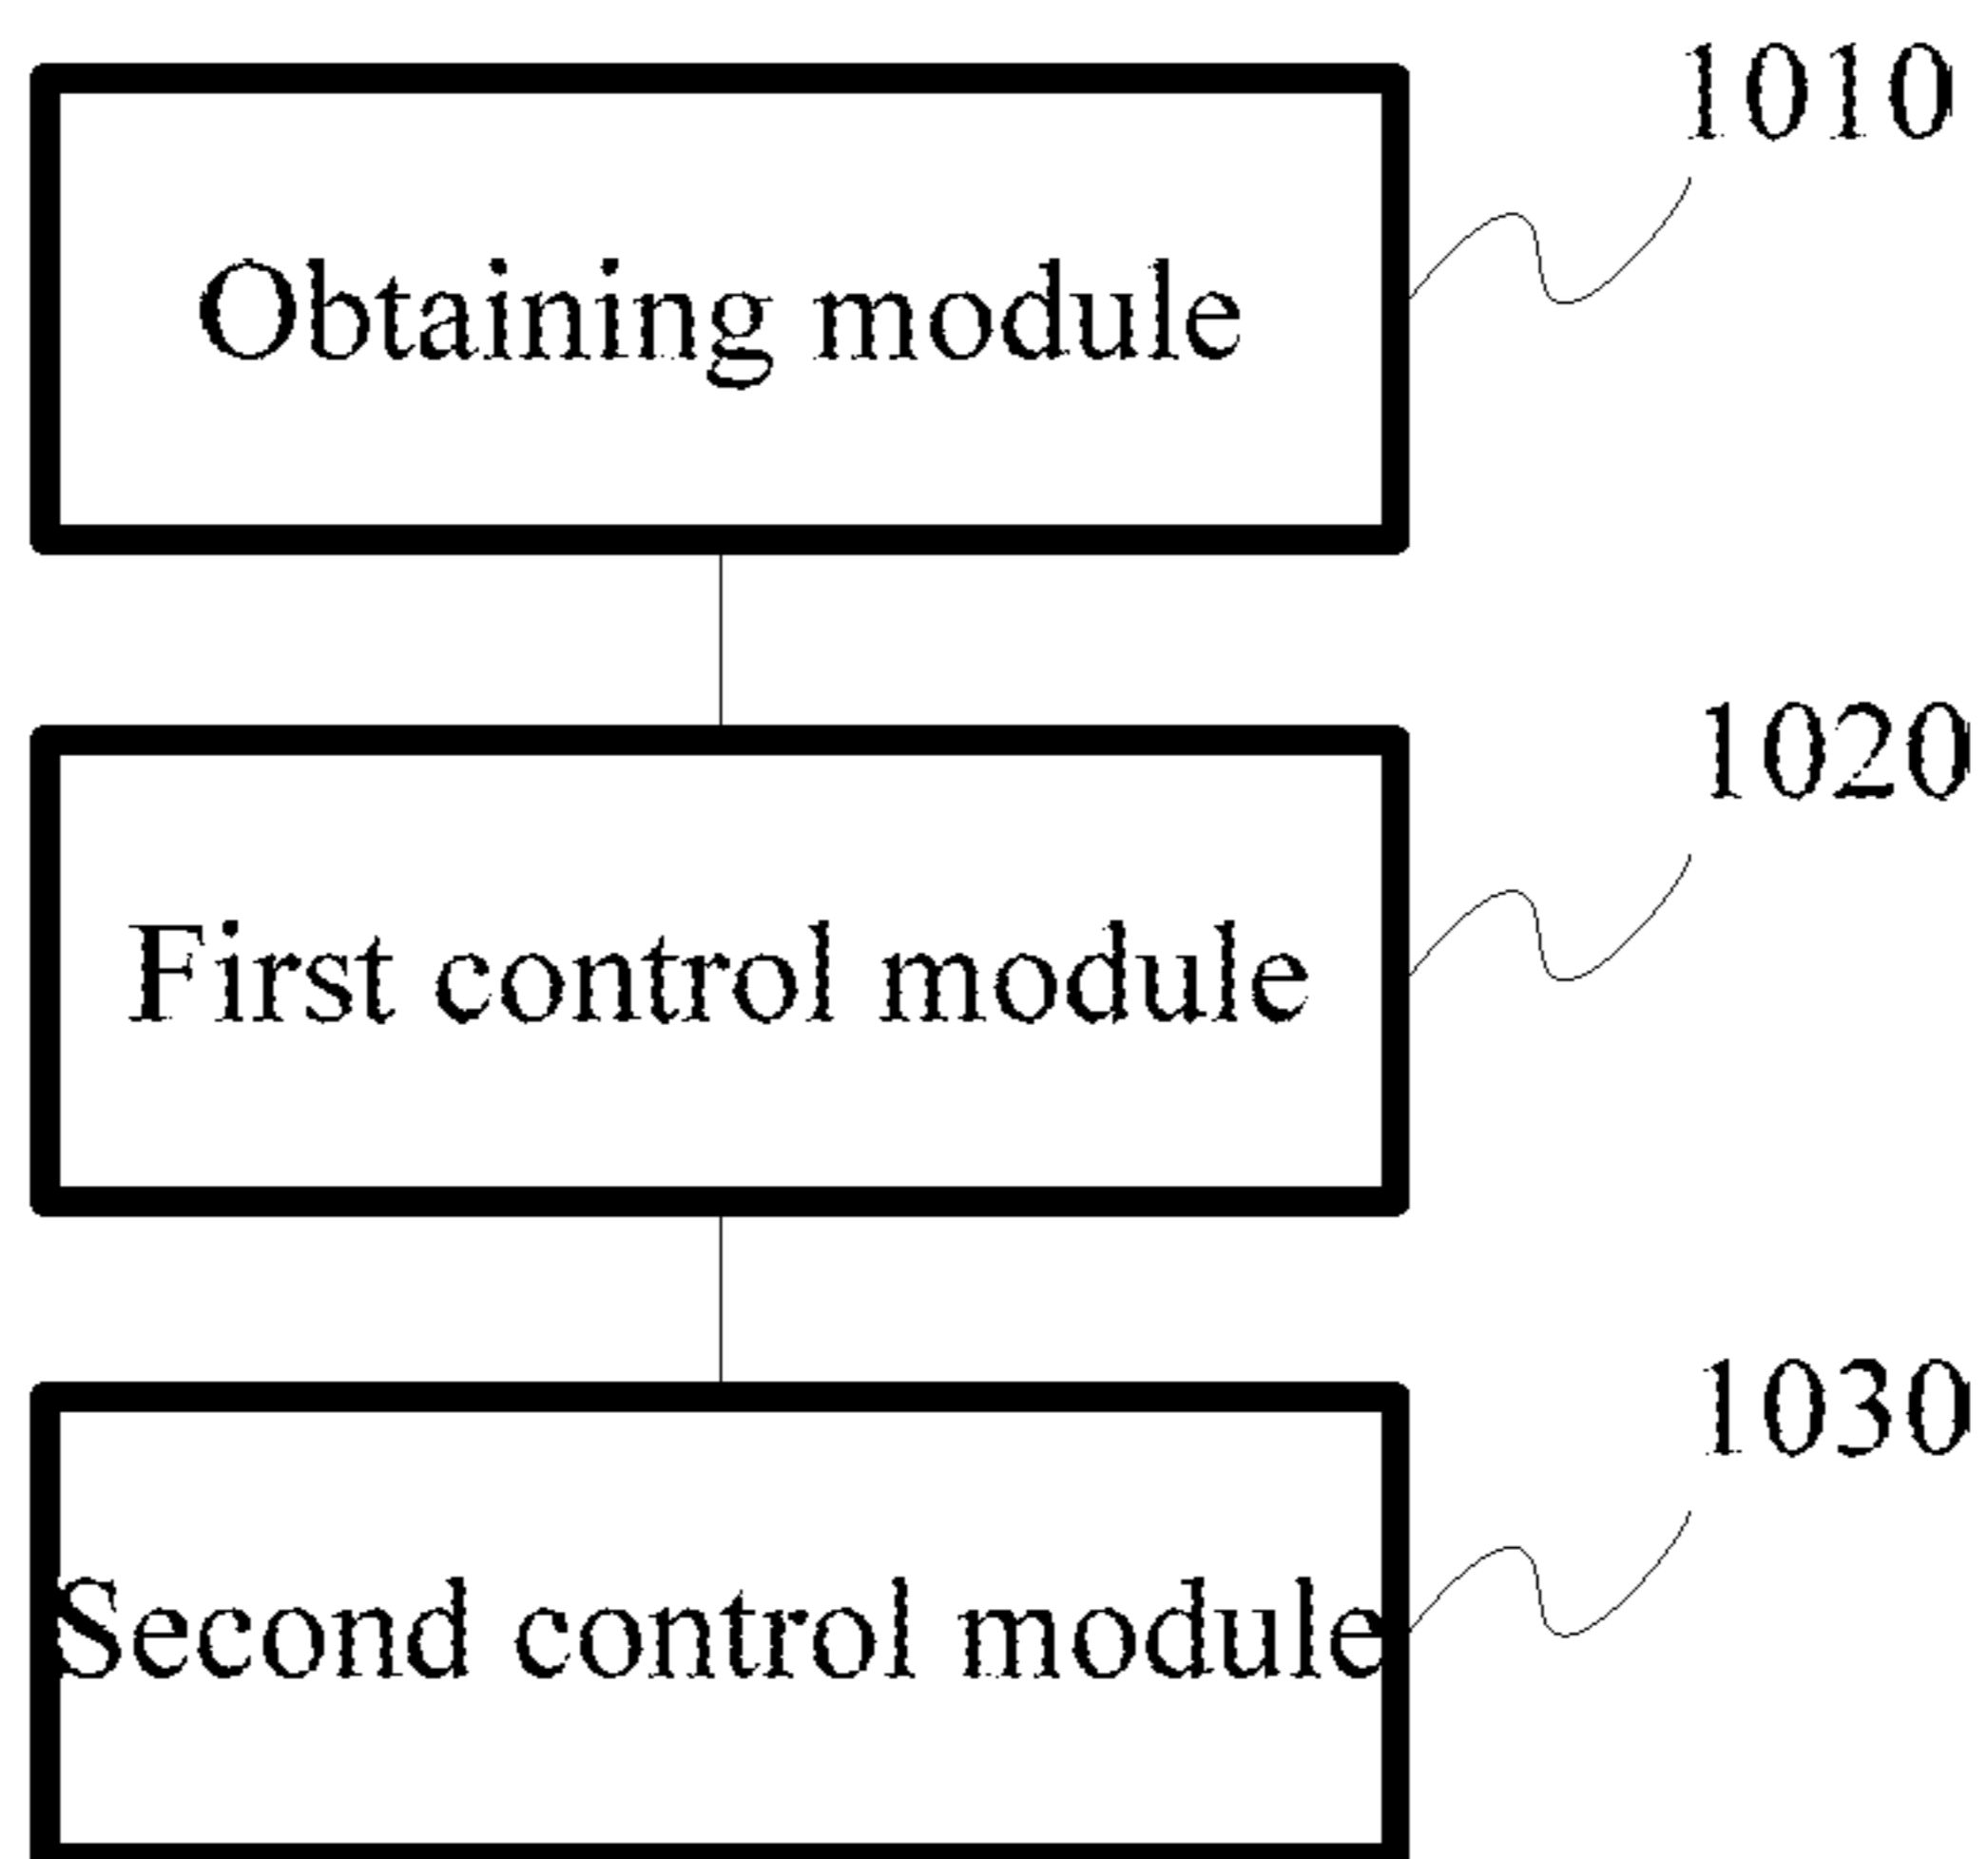 1010
Obtaining module
1020
First control module
1030
Second control module